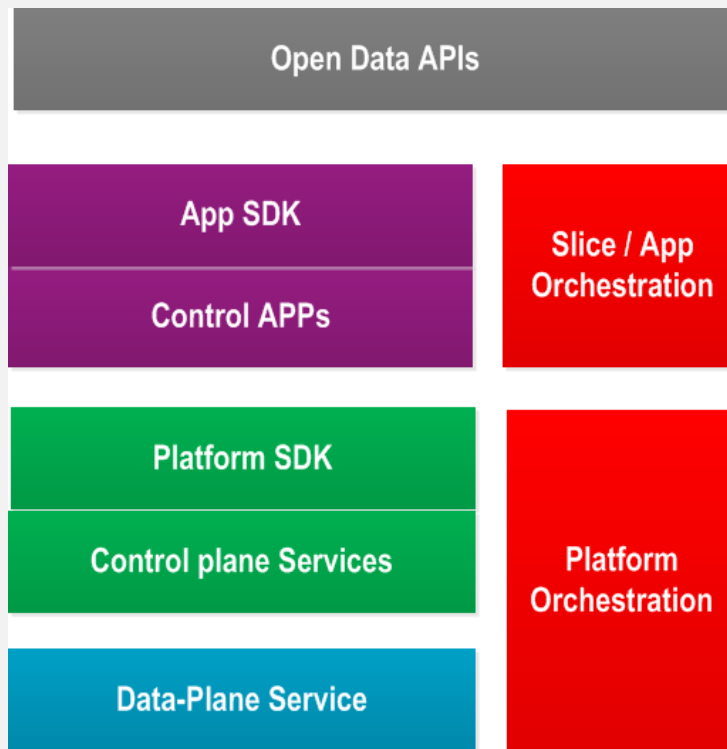 Open Data APIs
App SDK
Control APPs
Slice / App
Orchestration
Platform SDK
Control plane Services
Platform
Orchestration
Data-Plane Service